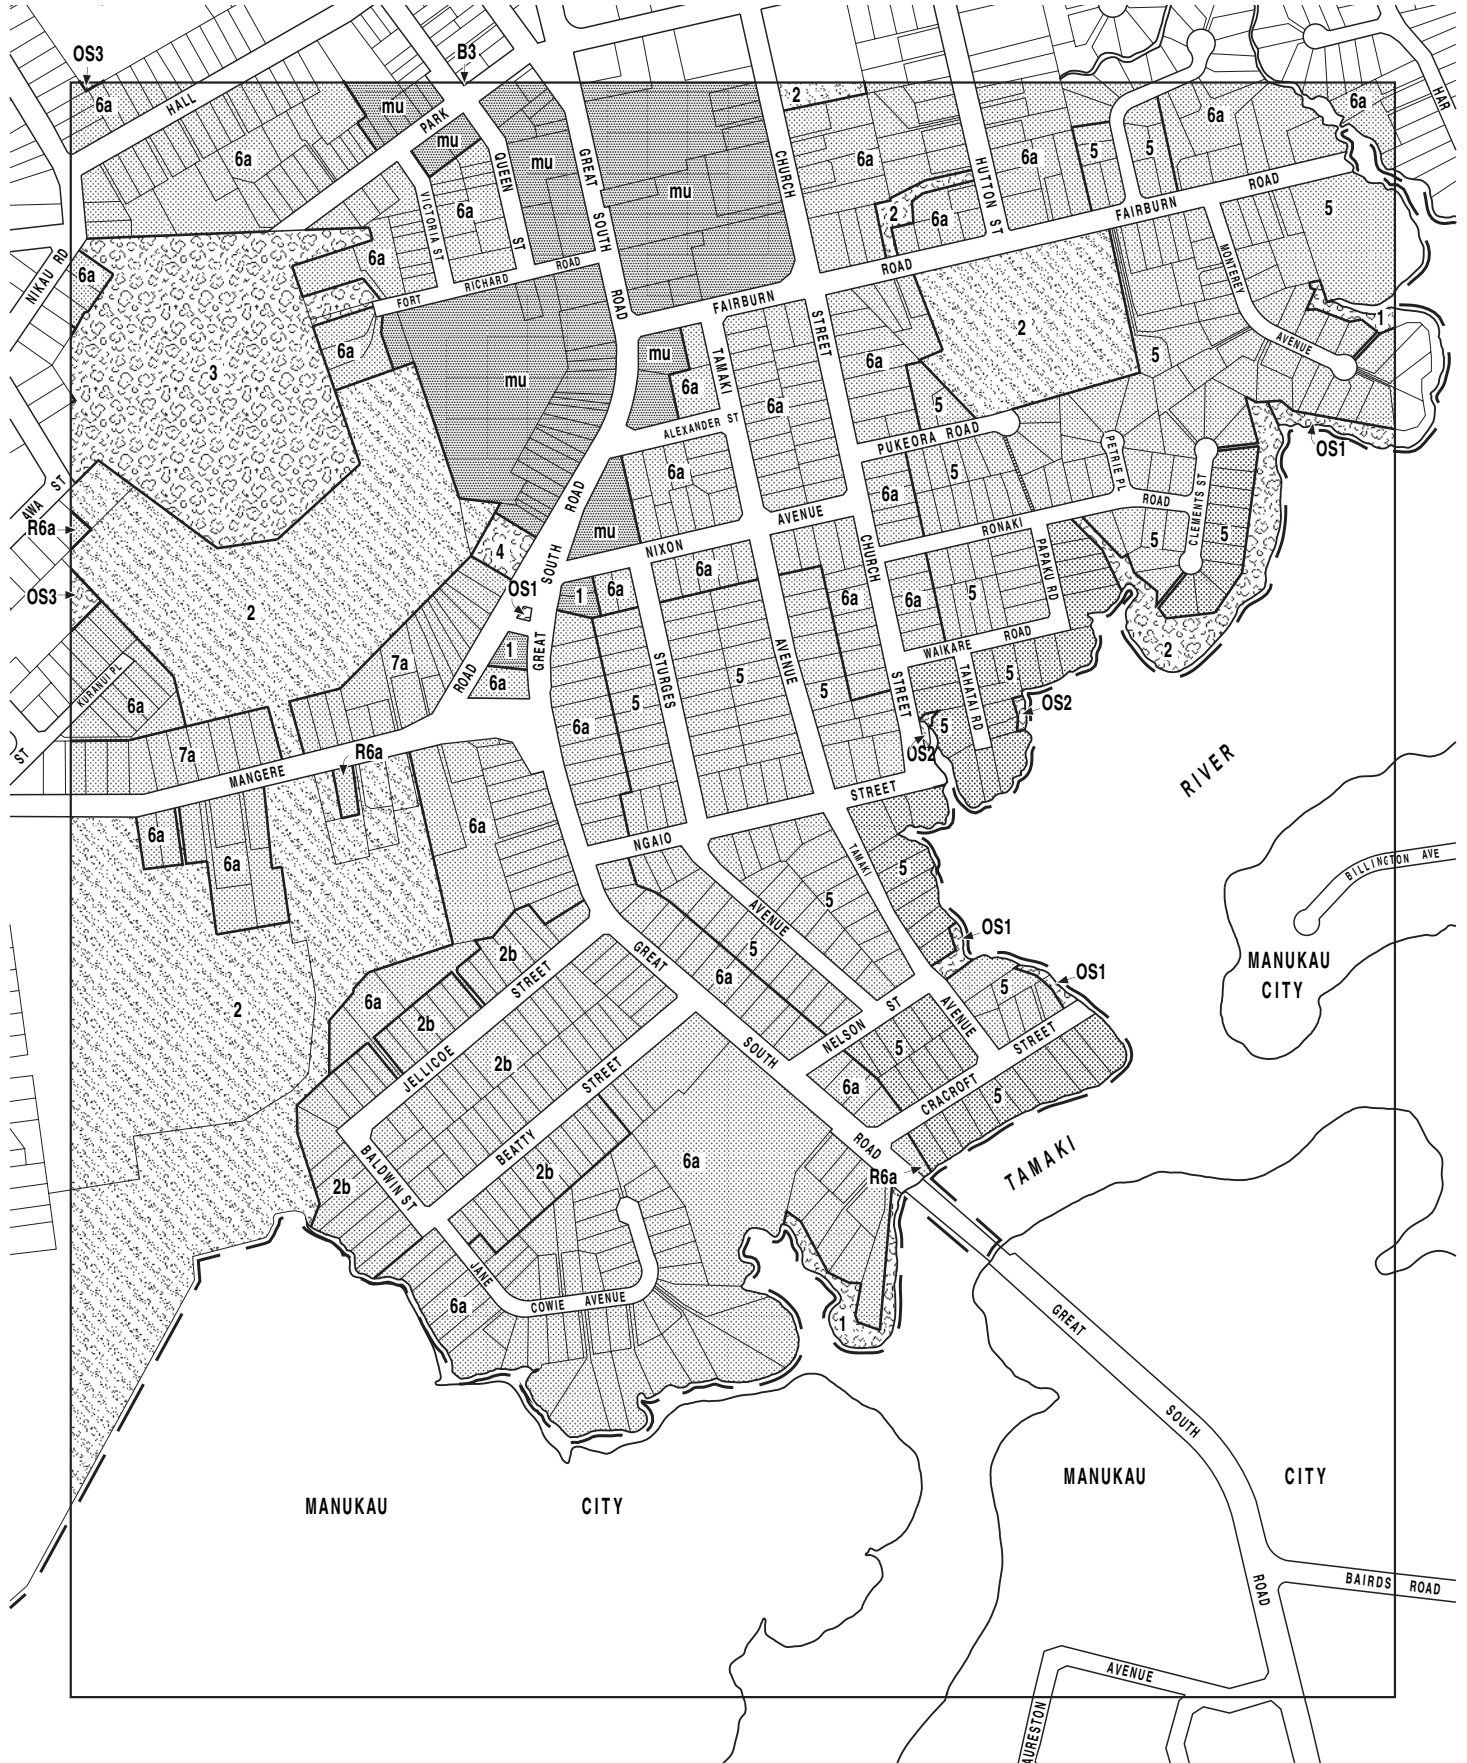 OS3
B3
6a
HALL
mu
PARK
mu
2
6a
6a
HAR
6a
QUEEN
ST
mu
GREAT
SOUTH
ROAD
mu
CHURCH
STREET
6a
HUTTON ST
6a
5
5
ROAD
VICTORIA ST
6a
2
6a
FAIRBURN
5
NIKAU RD
6a
6a
FORT
RICHARD
ROAD
ROAD
MONTEREY
AVENUE
FAIRBURN
1
3
6a
mu
mu
TAMAKI
6a
2
5
6a
6a
ALEXANDER ST
5
PUKEORA ROAD
PETRIE PL
OS1
6a
5
AWA ST
R6a
ROAD
6a
ROAD
CLEMENTS ST
mu
AVENUE
RONAKI
5
5
4
SOUTH
NIXON
CHURCH
PAPAKU RD
OS3
OS1
6a
1
6a
6a
6a
5
2
1
GREAT
WAIKARE
ROAD
2
7a
6a
ROAD
STURGES
5
AVENUE
5
STREET
TAHATAI RD
5
KURANUI PL
6a
5
5
OS2
ST
7a
6a
OS2
MANGERE
R6a
RIVER
STREET
6a
6a
NGAIO
TAMAKI
BILLINGTON AVE
6a
5
5
AVENUE
OS1
2b
GREAT
5
MANUKAU
CITY
STREET
6a
OS1
6a
5
2
2b
ST
AVENUE
NELSON
STREET
2b
SOUTH
5
JELLICOE
STREET
6a
CRACROFT
5
BEATTY
ROAD
BALDWIN ST
2b
6a
TAMAKI
2b
R6a
JANE
6a
COWIE AVENUE
1
GREAT
SOUTH
MANUKAU
CITY
MANUKAU
CITY
ROAD
BAIRDS ROAD
AVENUE
AURESTON